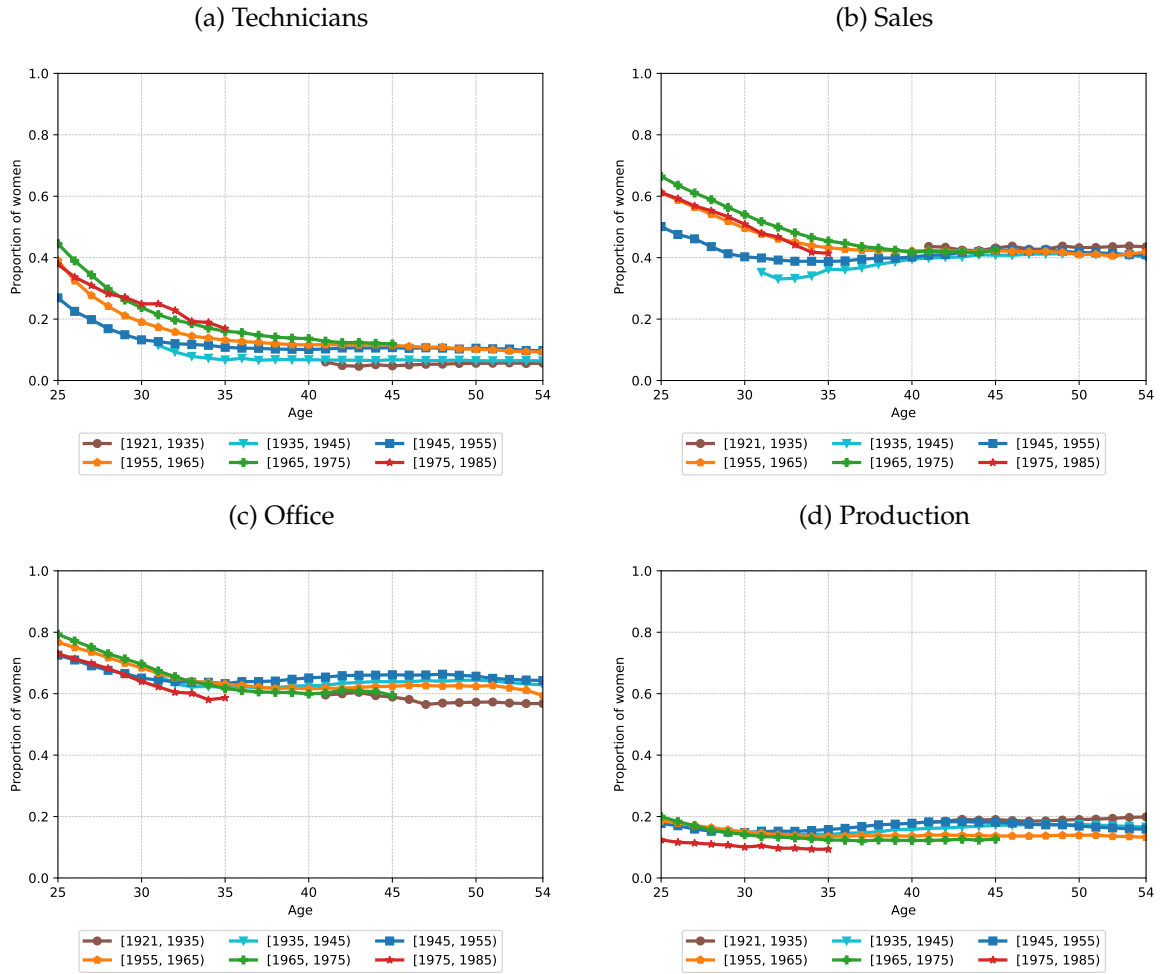 (a) Technicians
1.0
0.8
0.6
0.4
0.2
0.0
Proportion of women
25 30 35 40 45 50 54
Age
[1921, 1935) [1935, 1945) [1945, 1955)
[1955, 1965) [1965, 1975) [1975, 1985)
(b) Sales
1.0
0.8
0.6
0.4
0.2
0.0
Proportion of women
25 30 35 40 45 50 54
Age
[1921, 1935) [1935, 1945) [1945, 1955)
[1955, 1965) [1965, 1975) [1975, 1985)
(c) Office
1.0
0.8
0.6
0.4
0.2
0.0
Proportion of women
25 30 35 40 45 50 54
Age
[1921, 1935) [1935, 1945) [1945, 1955)
[1955, 1965) [1965, 1975) [1975, 1985)
(d) Production
1.0
0.8
0.6
0.4
0.2
0.0
Proportion of women
25 30 35 40 45 50 54
Age
[1921, 1935) [1935, 1945) [1945, 1955)
[1955, 1965) [1965, 1975) [1975, 1985)